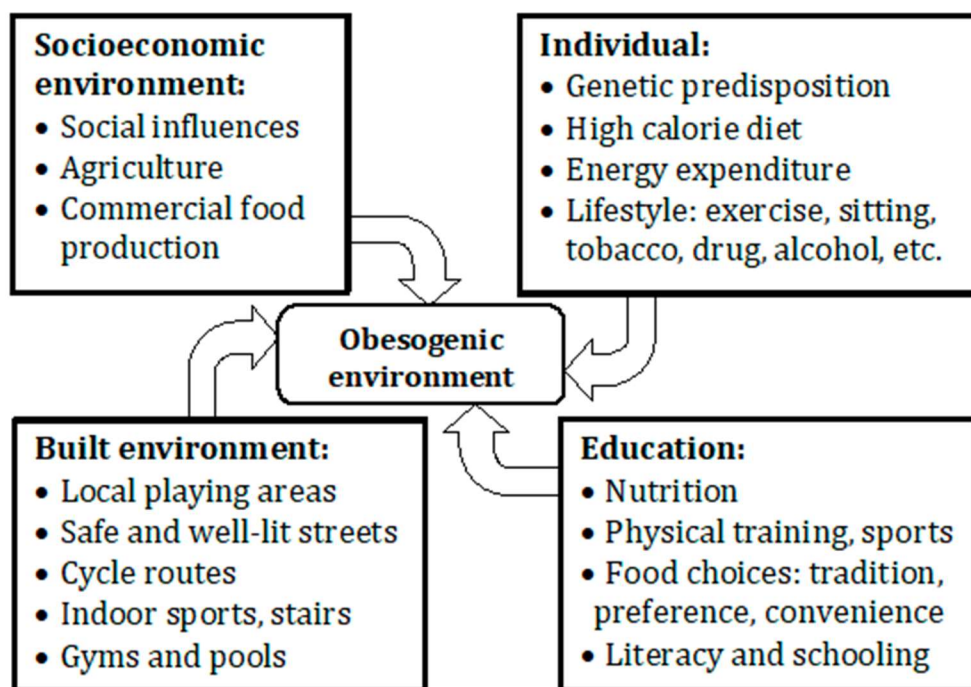 Socioeconomic
environment:
• Social influences
• Agriculture
• Commercial food
production
Individual:
• Genetic predisposition
• High calorie diet
• Energy expenditure
• Lifestyle: exercise, sitting,
tobacco, drug, alcohol, etc.
Obesogenic
environment
Built environment:
• Local playing areas
• Safe and well-lit streets
• Cycle routes
• Indoor sports, stairs
• Gyms and pools
Education:
• Nutrition
• Physical training, sports
• Food choices: tradition,
preference, convenience
• Literacy and schooling